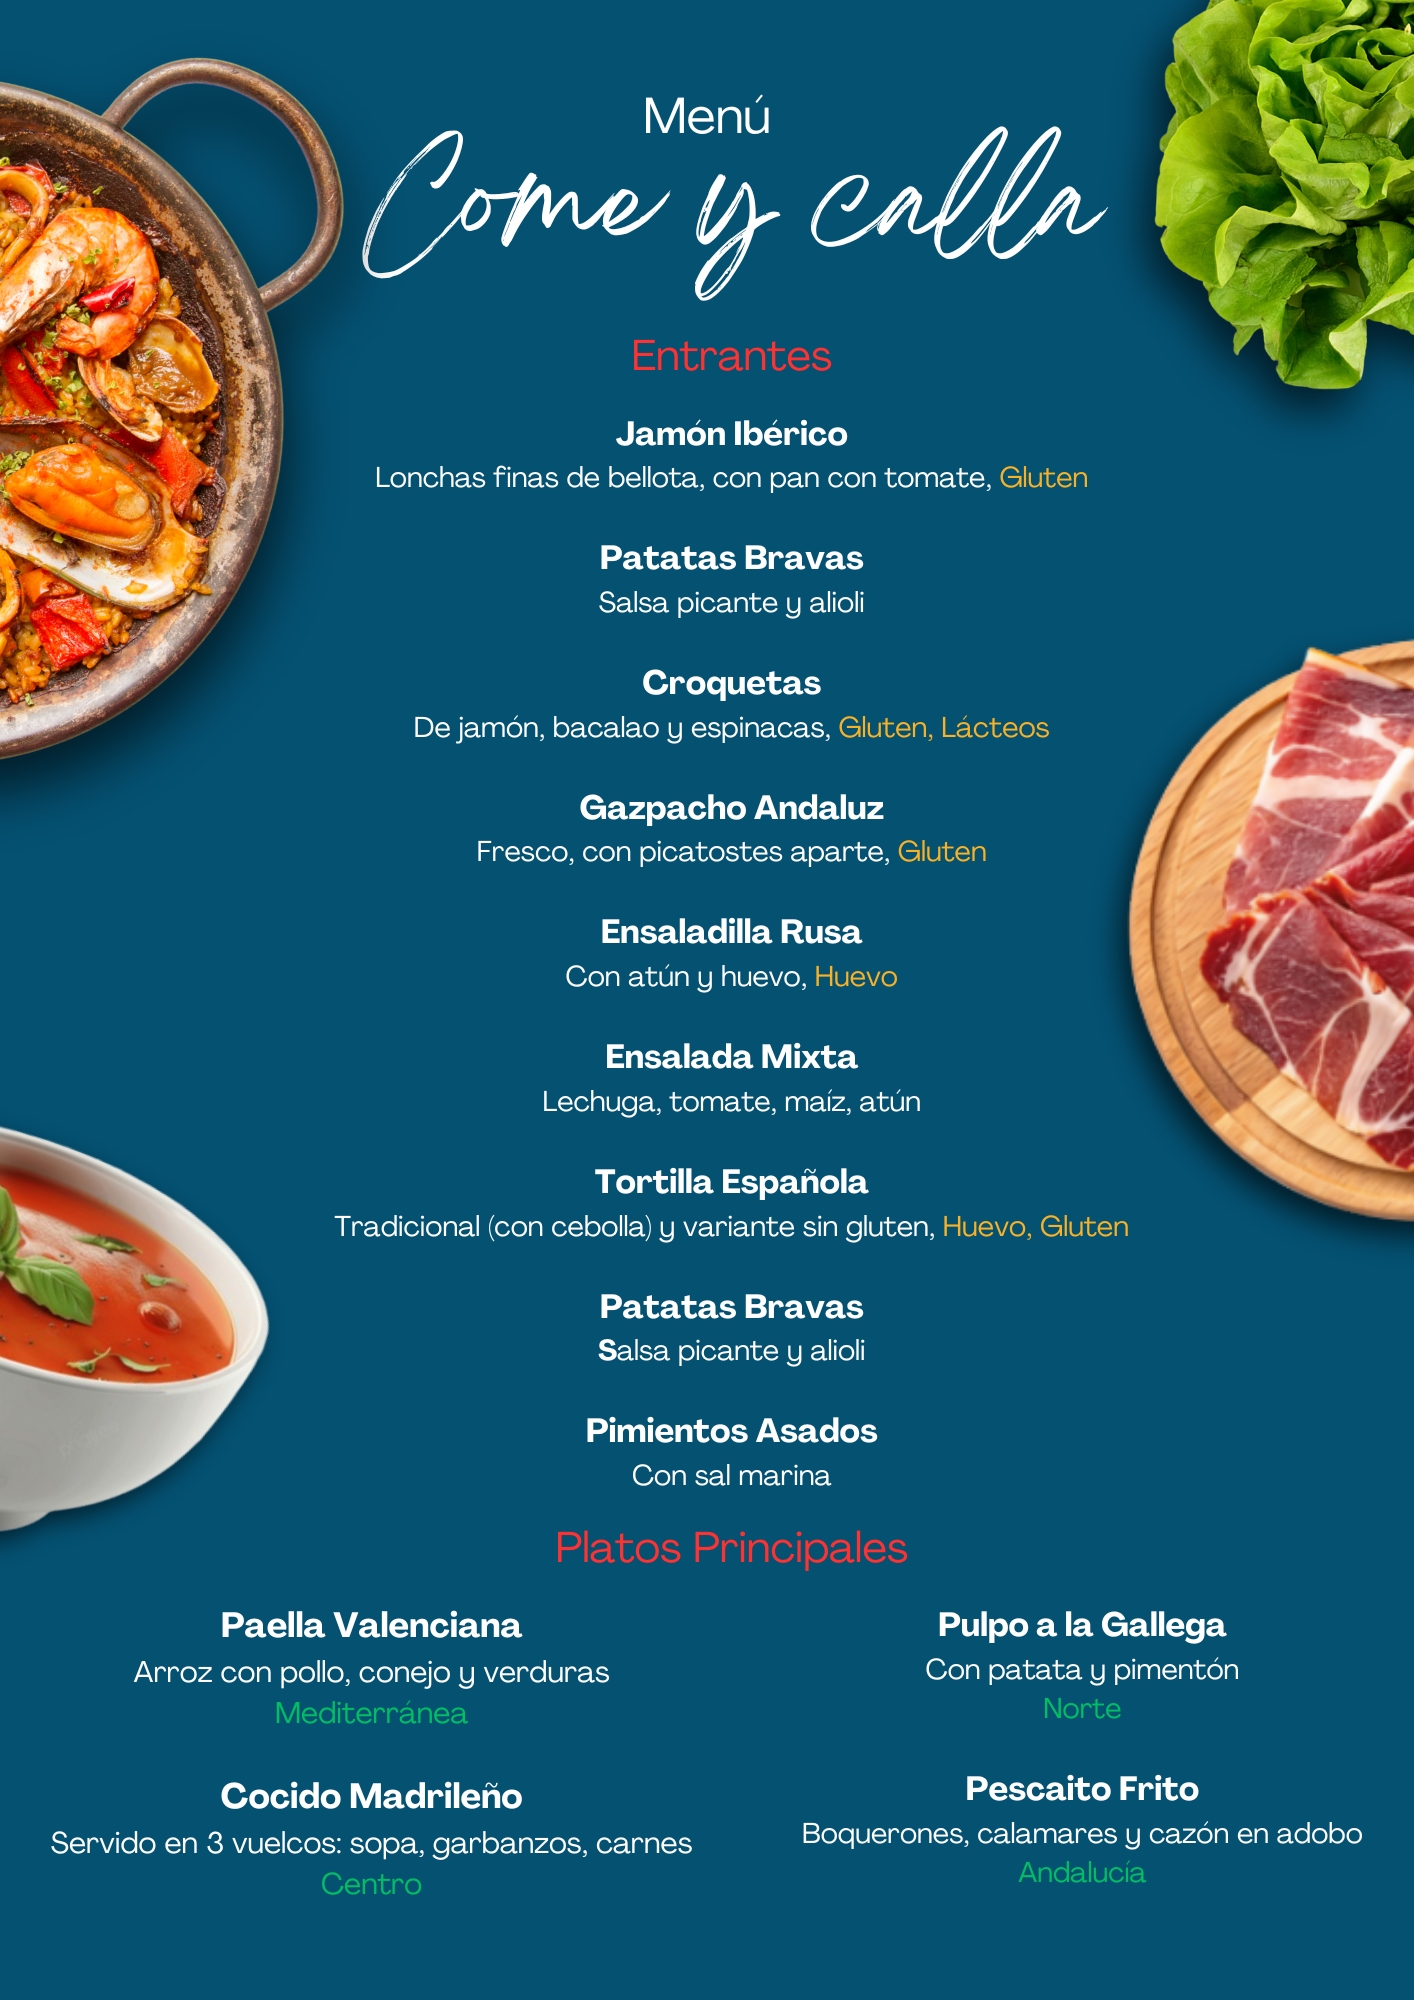 Menú
Come y calla
Entrantes
Jamón Ibérico
Lonchas finas de bellota, con pan con tomate, Gluten
Patatas Bravas
Salsa picante y alioli
Croquetas
De jamón, bacalao y espinacas, Gluten, Lácteos
Gazpacho Andaluz
Fresco, con picatostes aparte, Gluten
Ensaladilla Rusa
Con atún y huevo, Huevo
Ensalada Mixta
Lechuga, tomate, maíz, atún
Tortilla Española
Tradicional (con cebolla) y variante sin gluten, Huevo, Gluten
Patatas Bravas
Salsa picante y alioli
Pimientos Asados
Con sal marina
Platos Principales
Paella Valenciana
Arroz con pollo, conejo y verduras
Mediterránea
Cocido Madrileño
Servido en 3 vuelcos: sopa, garbanzos, carnes
Centro
Pulpo a la Gallega
Con patata y pimentón
Norte
Pescaito Frito
Boquerones, calamares y cazón en adobo
Andalucía